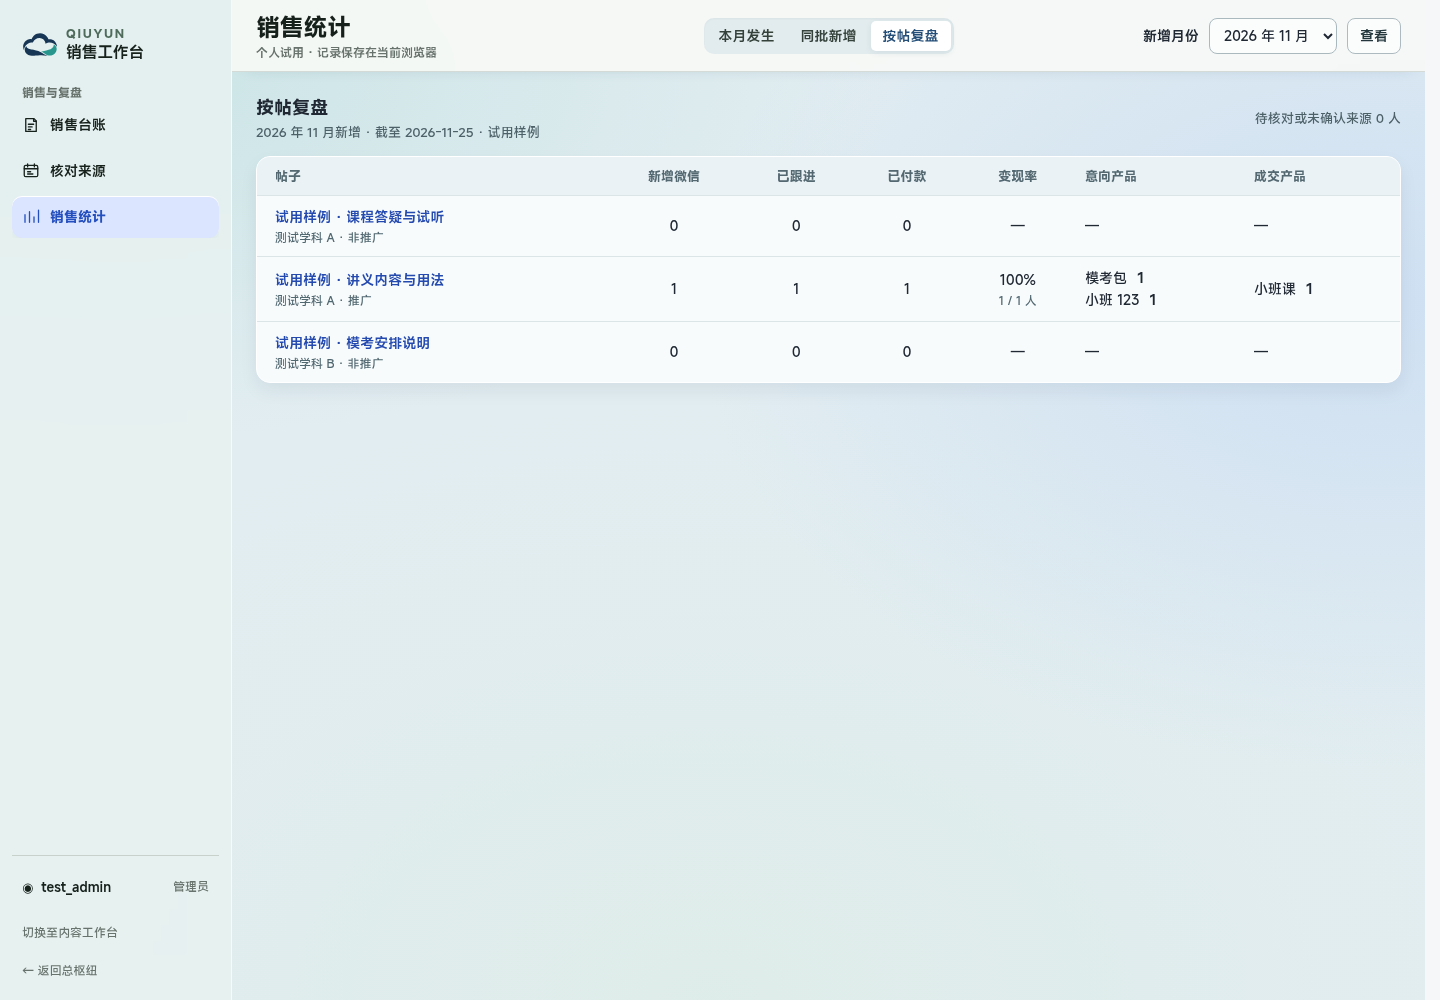 QIUYUN
销售工作台
销售与复盘
销售台账
核对来源
销售统计
test_admin 管理员
切换至内容工作台
← 返回总枢纽
销售统计
个人试用 · 记录保存在当前浏览器
本月发生 同批新增 按帖复盘
新增月份 2026 年 11 月 查看
按帖复盘
2026 年 11 月新增 · 截至 2026-11-25 · 试用样例
待核对或未确认来源 0 人
帖子 新增微信 已跟进 已付款 变现率 意向产品 成交产品
试用样例 · 课程答疑与试听
测试学科 A · 非推广
0 0 0 — — —
试用样例 · 讲义内容与用法
测试学科 A · 推广
1 1 1
100%
1 / 1 人
模考包 1
小班 123 1
小班课 1
试用样例 · 模考安排说明
测试学科 B · 非推广
0 0 0 — — —